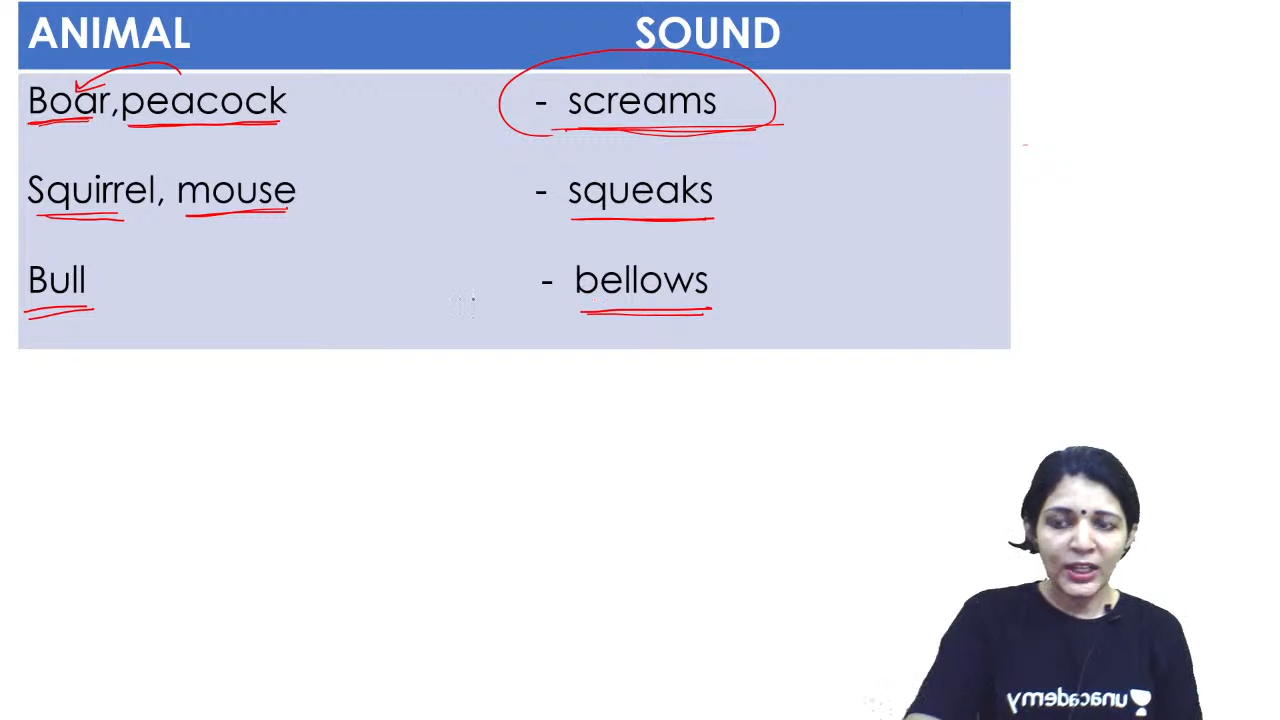 ANIMAL SOUND
Boar,peacock - screams
Squirrel, mouse - squeaks
Bull - bellows
unacademy